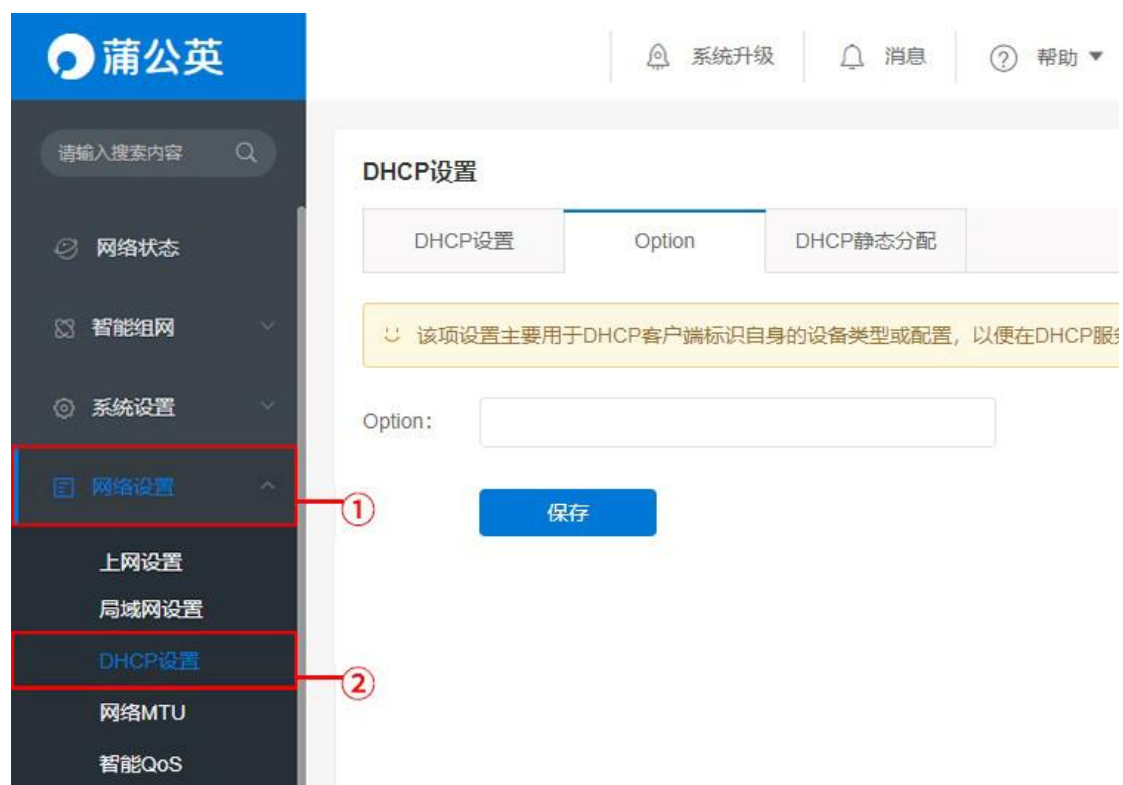 蒲公英
系统升级
消息
帮助
请输入搜索内容
网络状态
智能组网
系统设置
网络设置
上网设置
局域网设置
DHCP设置
网络MTU
智能QoS
DHCP设置
DHCP设置
Option
DHCP静态分配
该项设置主要用于DHCP客户端标识自身的设备类型或配置，以便在DHCP服
Option：
保存
①
②